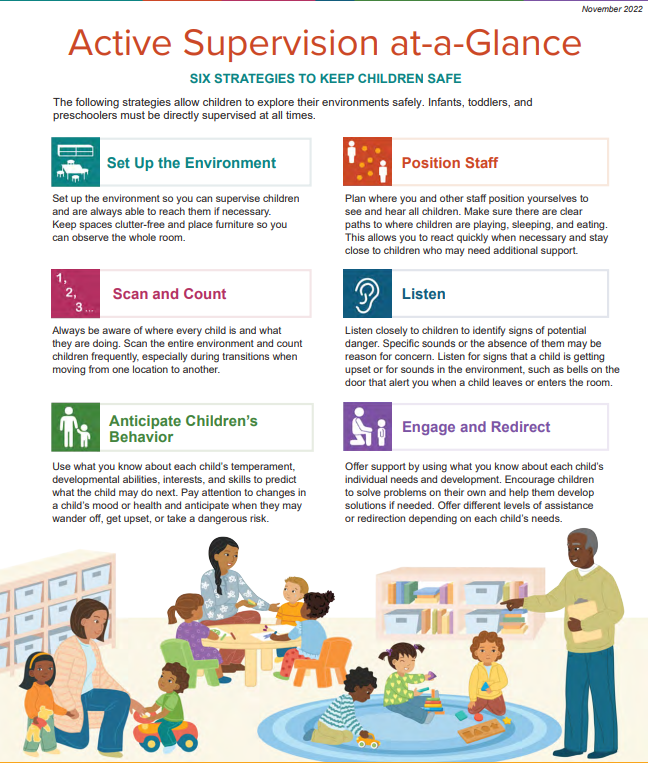 November 2022
Active Supervision at-a-Glance
SIX STRATEGIES TO KEEP CHILDREN SAFE
The following strategies allow children to explore their environments safely. Infants, toddlers, and
preschoolers must be directly supervised at all times.
Set Up the Environment
Set up the environment so you can supervise children
and are always able to reach them if necessary.
Keep spaces clutter-free and place furniture so you
can observe the whole room.
Position Staff
Plan where you and other staff position yourselves to
see and hear all children. Make sure there are clear
paths to where children are playing, sleeping, and eating.
This allows you to react quickly when necessary and stay
close to children who may need additional support.
1,
2,
3 ...
Scan and Count
Always be aware of where every child is and what
they are doing. Scan the entire environment and count
children frequently, especially during transitions when
moving from one location to another.
Listen
Listen closely to children to identify signs of potential
danger. Specific sounds or the absence of them may be
reason for concern. Listen for signs that a child is getting
upset or for sounds in the environment, such as bells on the
door that alert you when a child leaves or enters the room.
Anticipate Children's
Behavior
Use what you know about each child's temperament,
developmental abilities, interests, and skills to predict
what the child may do next. Pay attention to changes in
a child's mood or health and anticipate when they may
wander off, get upset, or take a dangerous risk.
Engage and Redirect
Offer support by using what you know about each child's
individual needs and development. Encourage children
to solve problems on their own and help them develop
solutions if needed. Offer different levels of assistance
or redirection depending on each child's needs.